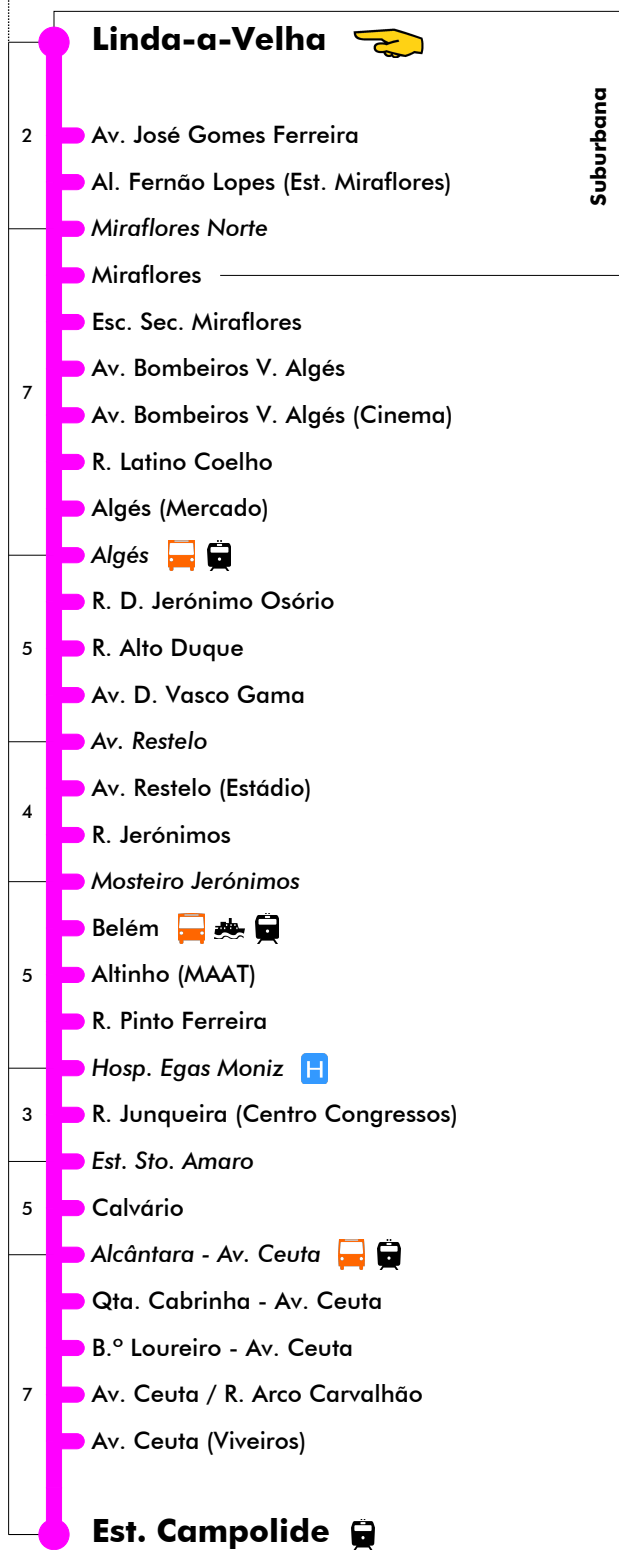 Linda-a-Velha
Suburbana
2
Av. José Gomes Ferreira
Al. Fernão Lopes (Est. Miraflores)
Miraflores Norte
Miraflores
Esc. Sec. Miraflores
Av. Bombeiros V. Algés
7
Av. Bombeiros V. Algés (Cinema)
R. Latino Coelho
Algés (Mercado)
Algés
R. D. Jerónimo Osório
5
R. Alto Duque
Av. D. Vasco Gama
Av. Restelo
Av. Restelo (Estádio)
4
R. Jerónimos
Mosteiro Jerónimos
Belém
5
Altinho (MAAT)
R. Pinto Ferreira
Hosp. Egas Moniz H
3
R. Junqueira (Centro Congressos)
Est. Sto. Amaro
5
Calvário
Alcântara - Av. Ceuta
Qta. Cabrinha - Av. Ceuta
B.º Loureiro - Av. Ceuta
7
Av. Ceuta / R. Arco Carvalhão
Av. Ceuta (Viveiros)
Est. Campolide